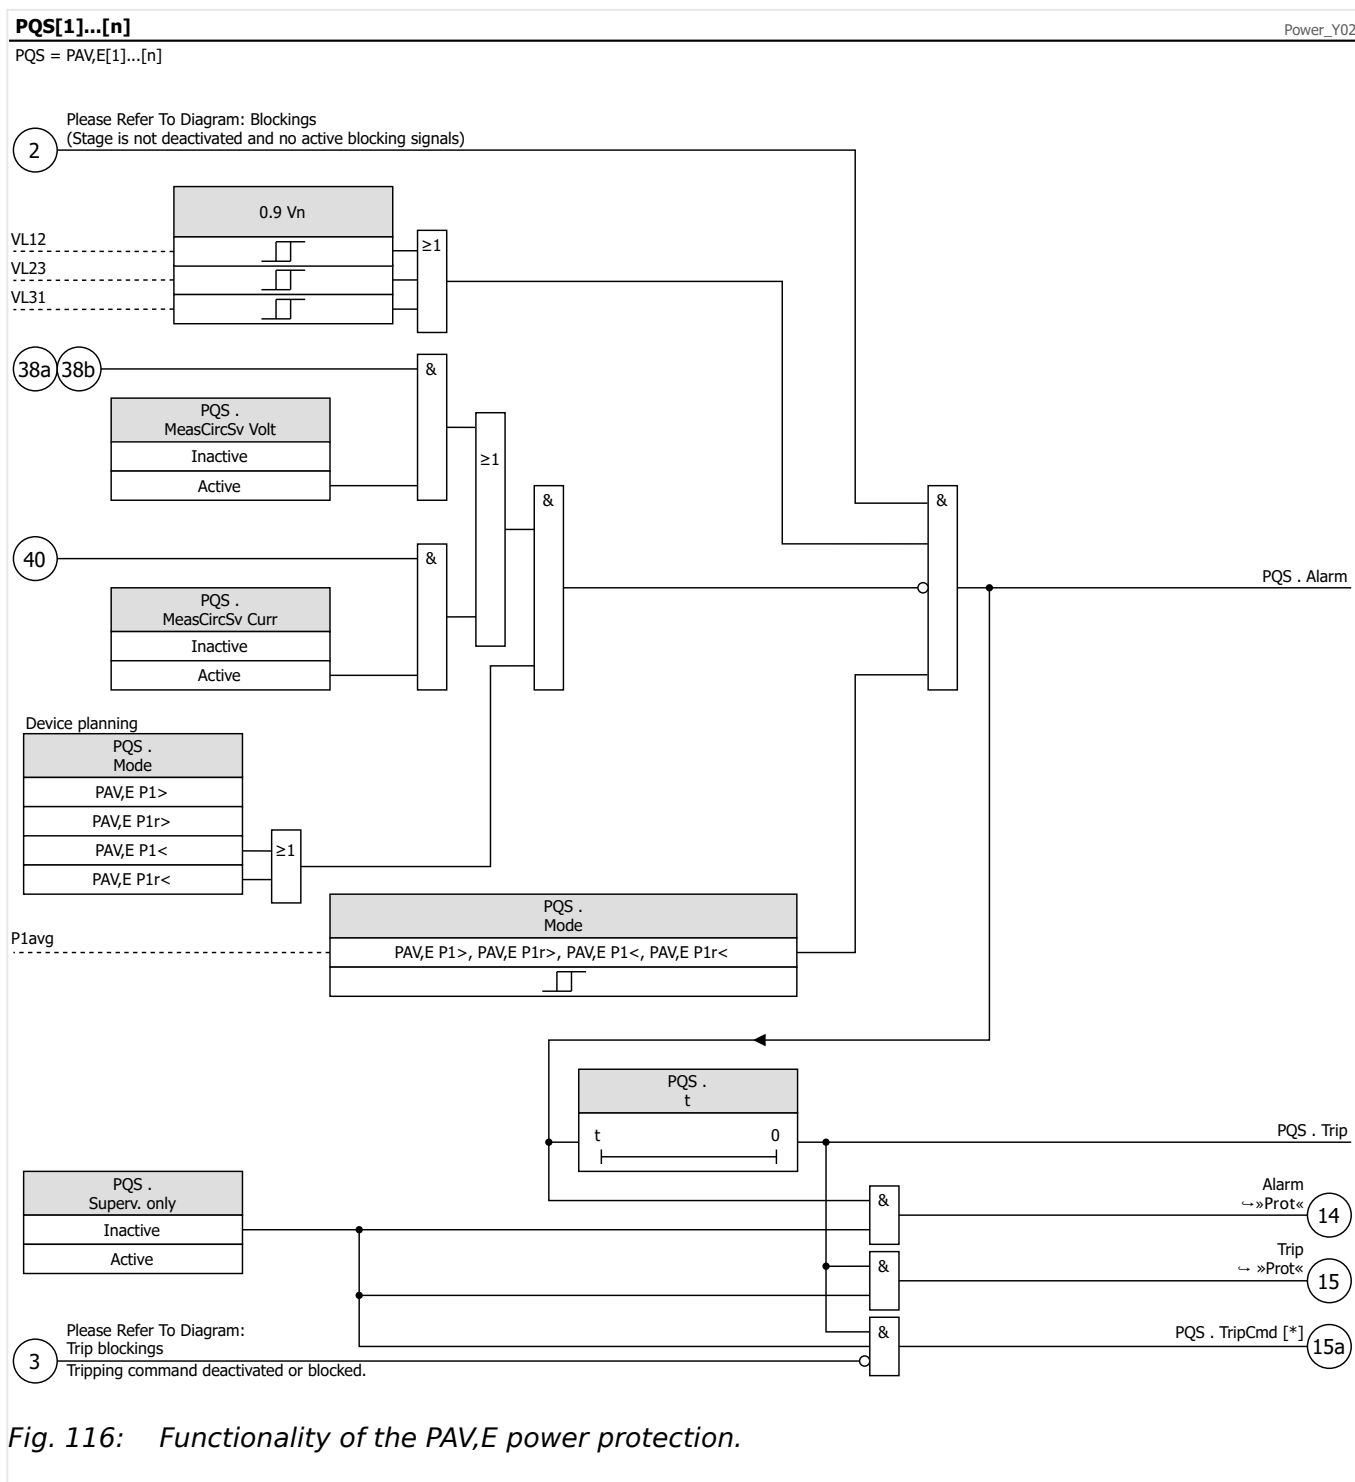 PQS[1]...[n]
Power_Y02
PQS = PAV,E[1]...[n]
Please Refer To Diagram: Blockings
(Stage is not deactivated and no active blocking signals)
2
0.9 Vn
VL12
≥1
VL23
VL31
38a
38b
&
PQS .
MeasCircSv Volt
Inactive
Active
≥1
&
&
40
&
PQS .
MeasCircSv Curr
Inactive
Active
PQS . Alarm
Device planning
PQS .
Mode
PAV,E P1>
PAV,E P1r>
PAV,E P1<
≥1
PAV,E P1r<
PQS .
Mode
P1avg
PAV,E P1>, PAV,E P1r>, PAV,E P1<, PAV,E P1r<
PQS .
t
t
0
PQS . Trip
PQS .
Superv. only
Inactive
Active
&
Alarm
↪»Prot«
14
&
Trip
↪ »Prot«
15
&
PQS . TripCmd [*]
15a
Please Refer To Diagram:
Trip blockings
3
Tripping command deactivated or blocked.
Fig. 116: Functionality of the PAV,E power protection.